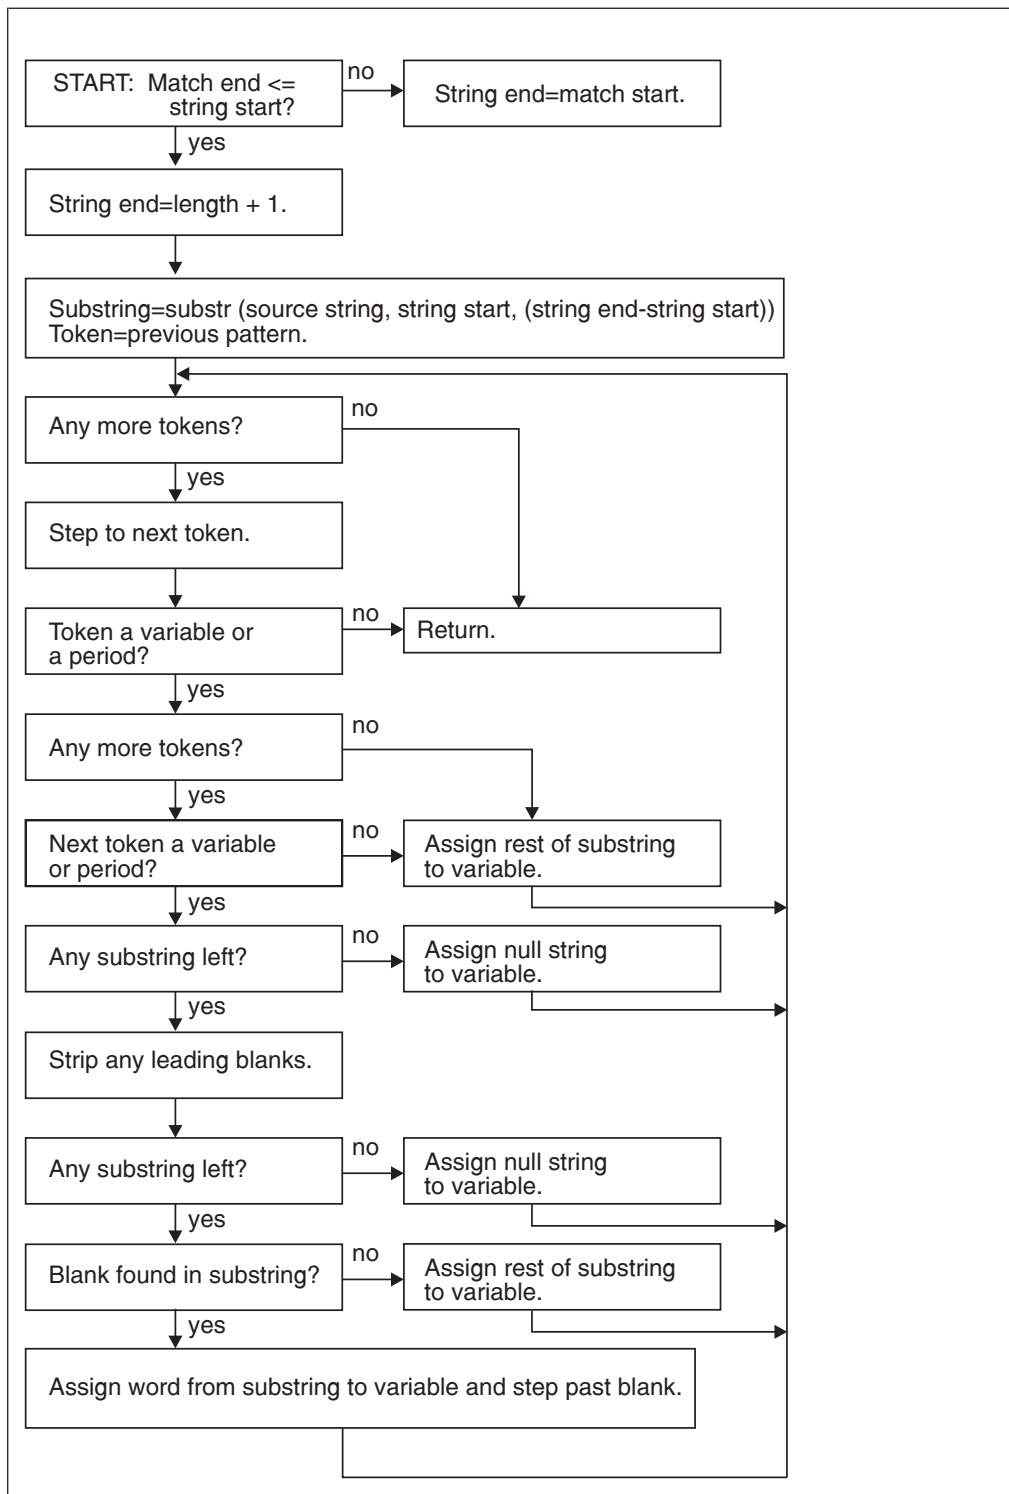 START: Match end <=
string start?
no
String end=match start.
yes
String end=length + 1.
Substring=substr (source string, string start, (string end-string start))
Token=previous pattern.
Any more tokens?
no
yes
Step to next token.
Token a variable or
a period?
no
Return.
yes
Any more tokens?
no
yes
Next token a variable
or period?
no
Assign rest of substring
to variable.
yes
Any substring left?
no
Assign null string
to variable.
yes
Strip any leading blanks.
Any substring left?
no
Assign null string
to variable.
yes
Blank found in substring?
no
Assign rest of substring
to variable.
yes
Assign word from substring to variable and step past blank.